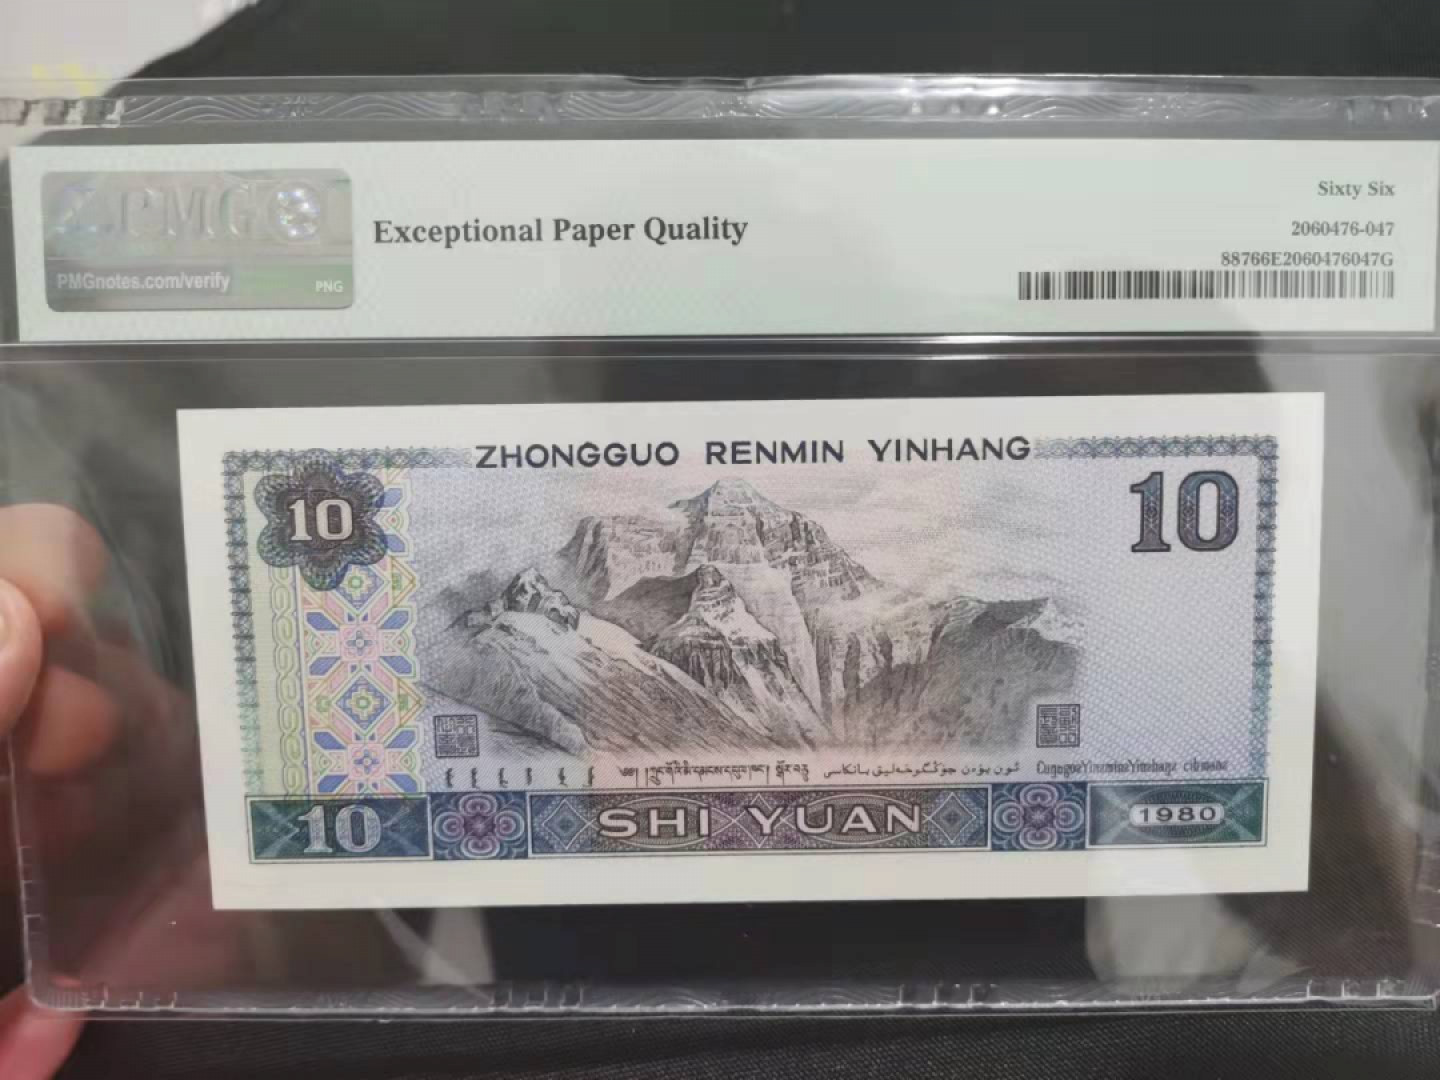 PMG
PMGnotes.com/verify
PNG
Exceptional Paper Quality
Sixty Six
2060476-047
88766E2060476047G
ZHONGGUO RENMIN YINHANG
10
10
10
SHI YUAN
1980